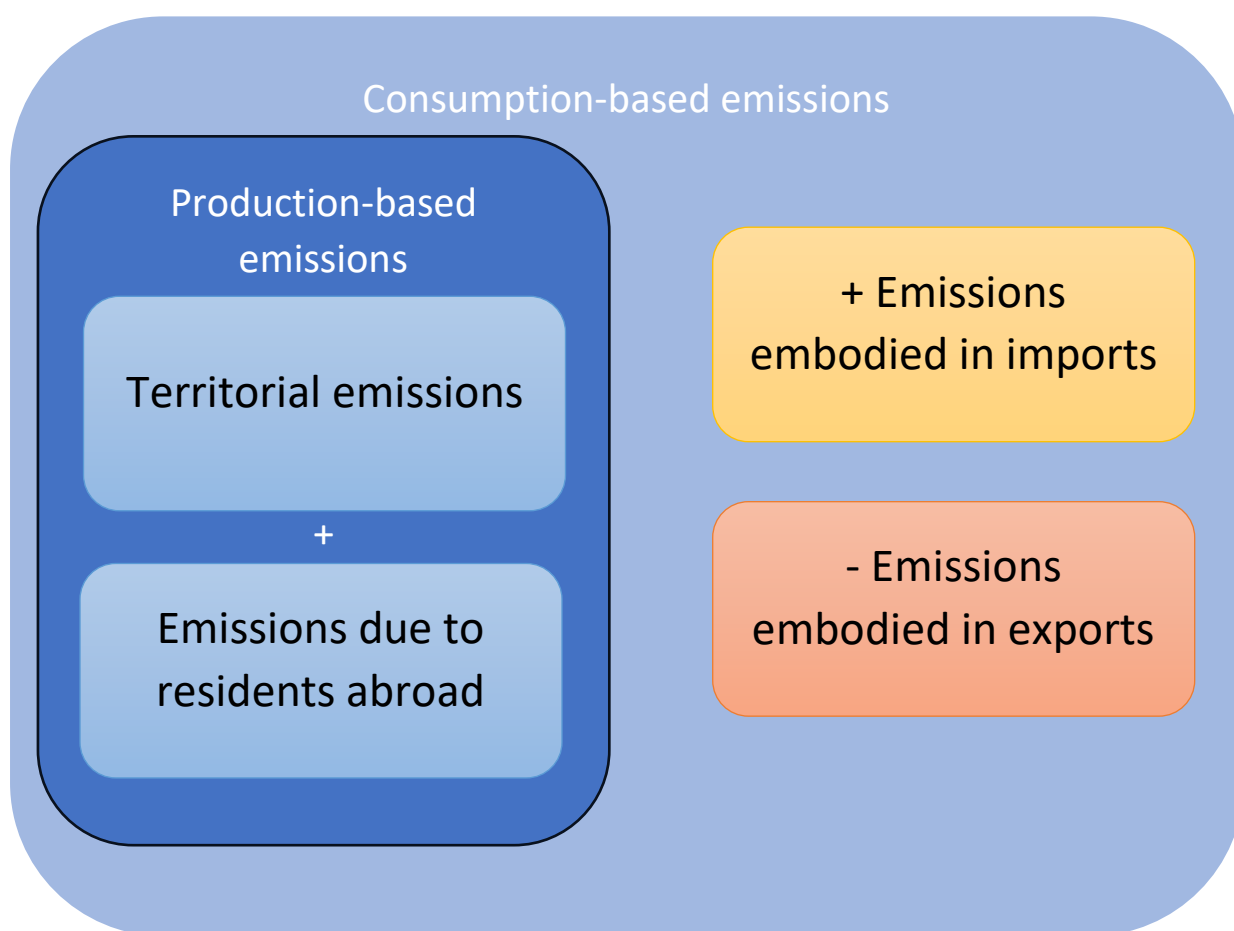 Consumption-based emissions
Production-based
emissions
Territorial emissions
+
Emissions due to
residents abroad
+ Emissions
embodied in imports
- Emissions
embodied in exports